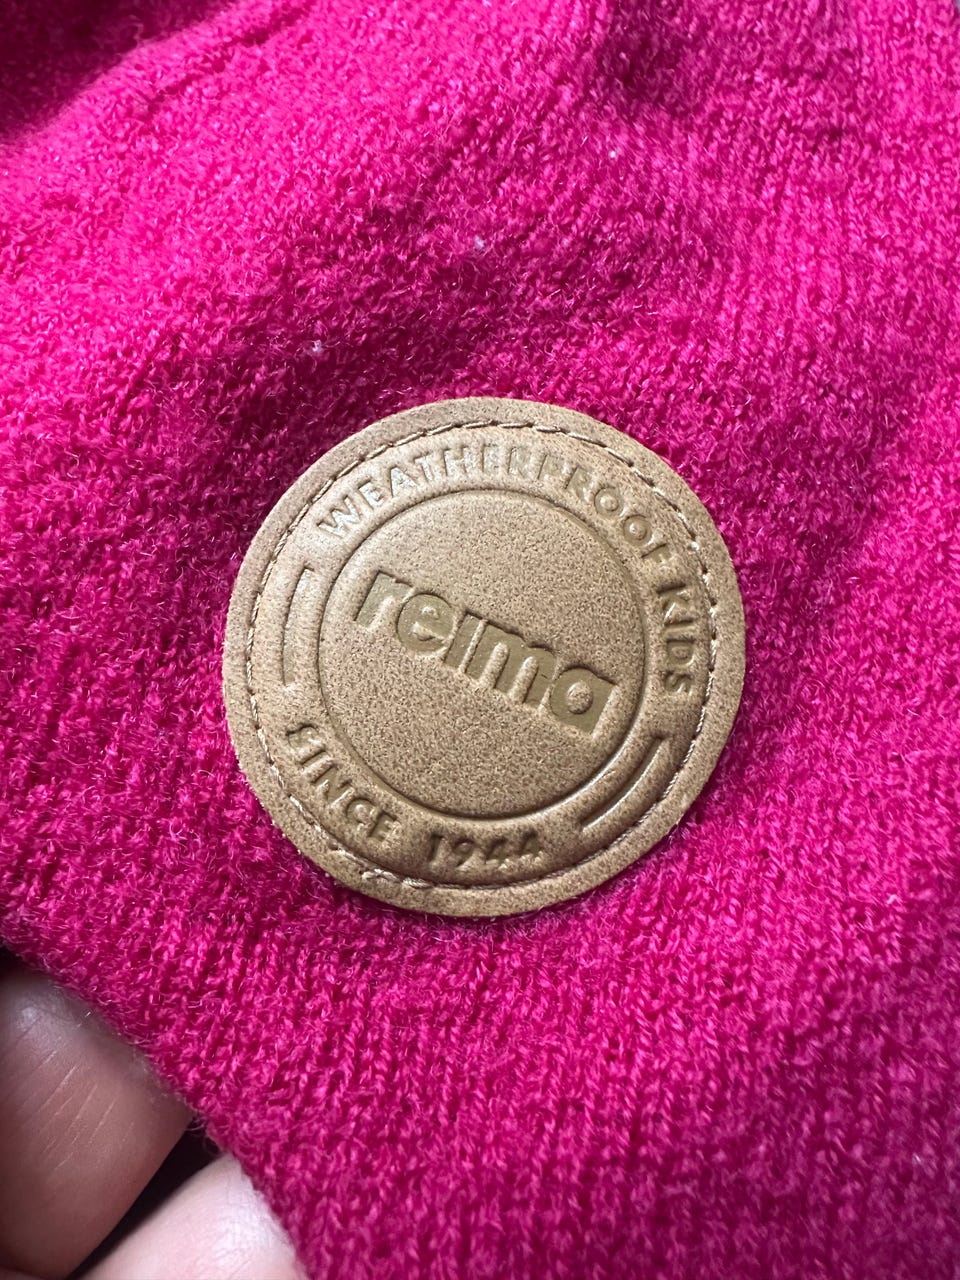 WEATHERPROOF KIDS
reima
SINCE 1944